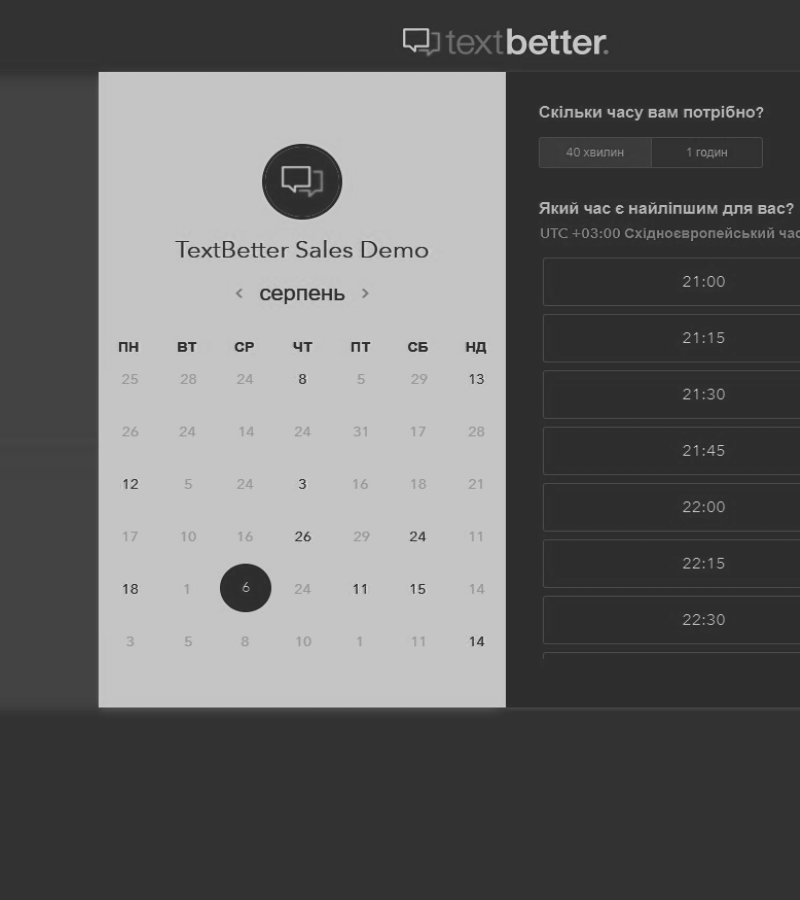 textbetter.
TextBetter Sales Demo
‹ серпень ›
ПН ВТ СР ЧТ ПТ СБ НД
25 28 24 8 5 29 13
26 24 14 24 31 17 28
12 5 24 3 16 18 21
17 10 16 26 29 24 11
18 1 6 24 11 15 14
3 5 8 10 1 11 14
Скільки часу вам потрібно?
40 хвилин 1 годин
Який час є найліпшим для вас?
UTC +03:00 Східноєвропейський час
21:00
21:15
21:30
21:45
22:00
22:15
22:30